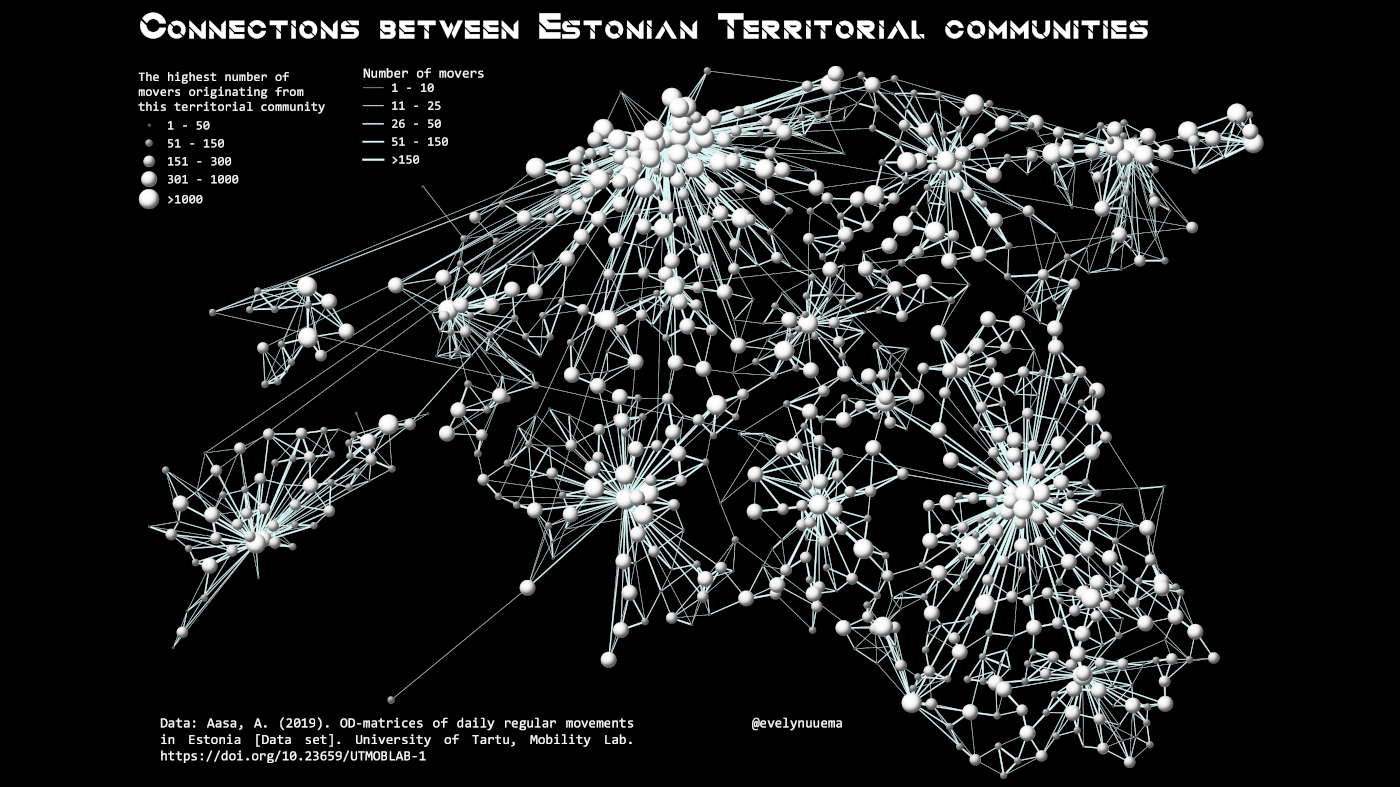 Connections between Estonian Territorial communities
The highest number of
movers originating from
this territorial community
1 - 50
51 - 150
151 - 300
301 - 1000
>1000
Number of movers
1 - 10
11 - 25
26 - 50
51 - 150
>150
Data: Aasa, A. (2019). OD-matrices of daily regular movements
in Estonia [Data set]. University of Tartu, Mobility Lab.
https://doi.org/10.23659/UTMOBLAB-1
@evelynuuema